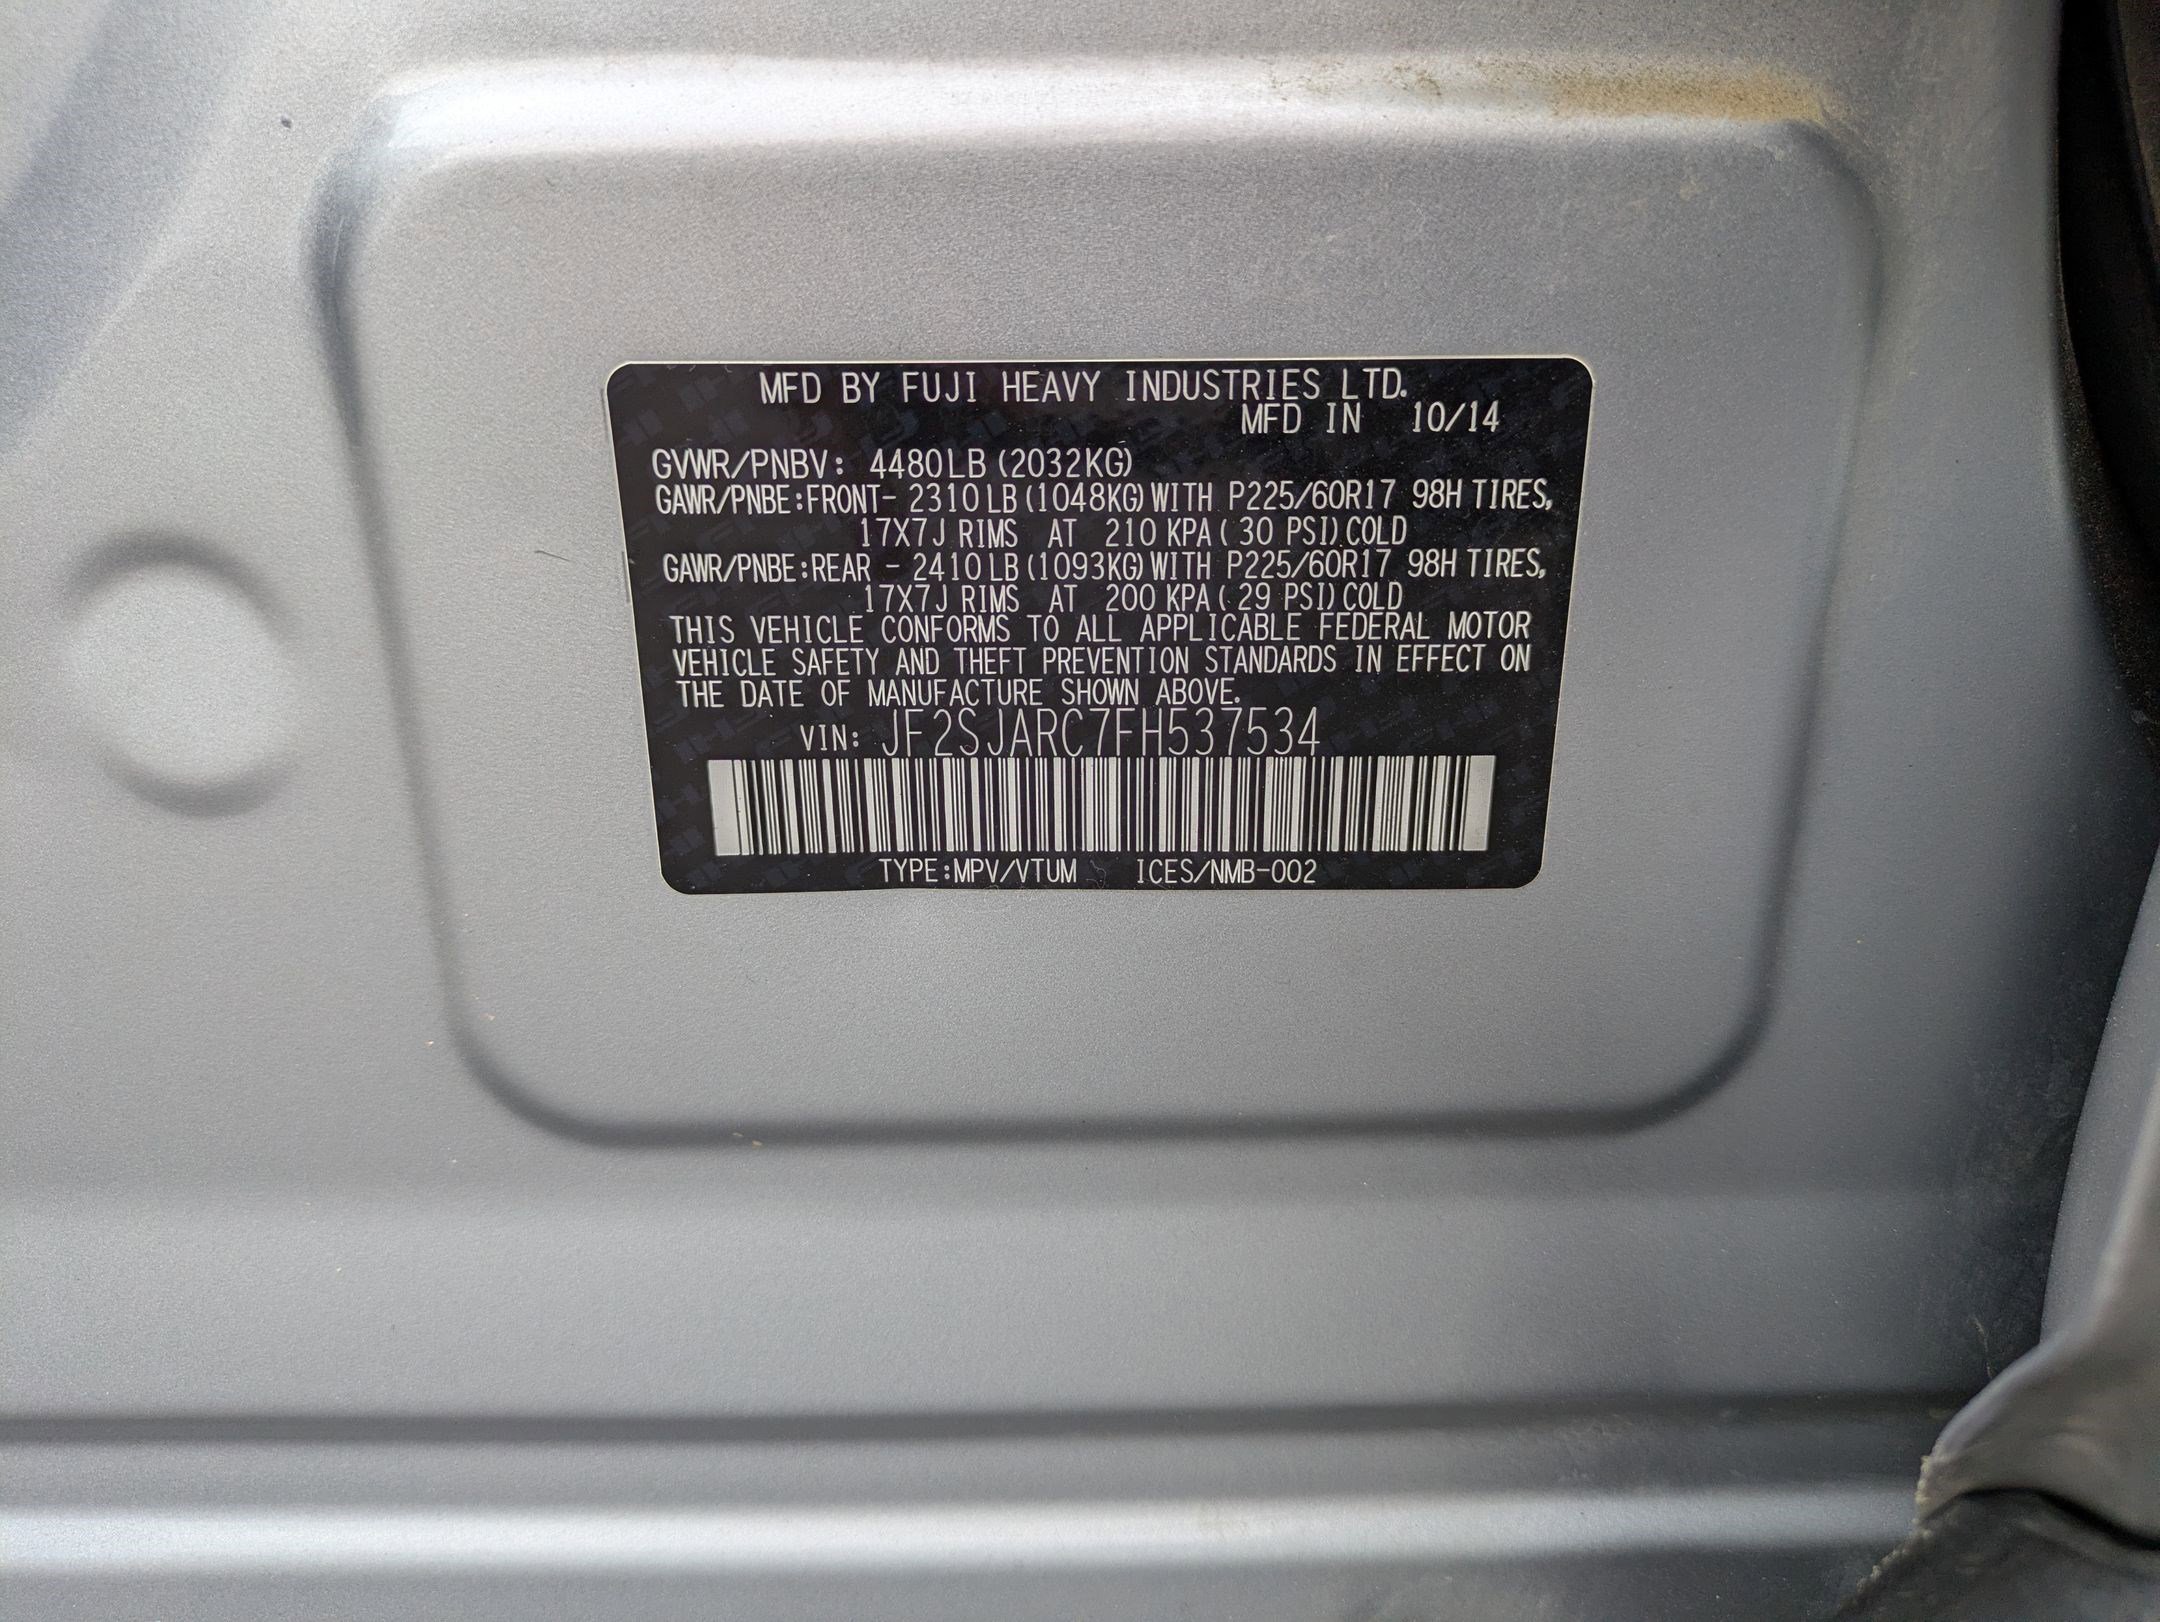 MFD BY FUJI HEAVY INDUSTRIES LTD.
MFD IN 10/14
GVWR/PNBV: 4480LB (2032KG)
GAWR/PNBE:FRONT- 2310LB (1048KG) WITH P225/60R17 98H TIRES,
17X7J RIMS AT 210 KPA ( 30 PSI) COLD
GAWR/PNBE:REAR - 2410LB (1093KG) WITH P225/60R17 98H TIRES,
17X7J RIMS AT 200 KPA ( 29 PSI) COLD
THIS VEHICLE CONFORMS TO ALL APPLICABLE FEDERAL MOTOR
VEHICLE SAFETY AND THEFT PREVENTION STANDARDS IN EFFECT ON
THE DATE OF MANUFACTURE SHOWN ABOVE.
VIN: JF2SJARC7FH537534
TYPE:MPV/VTUM ICES/NMB-002